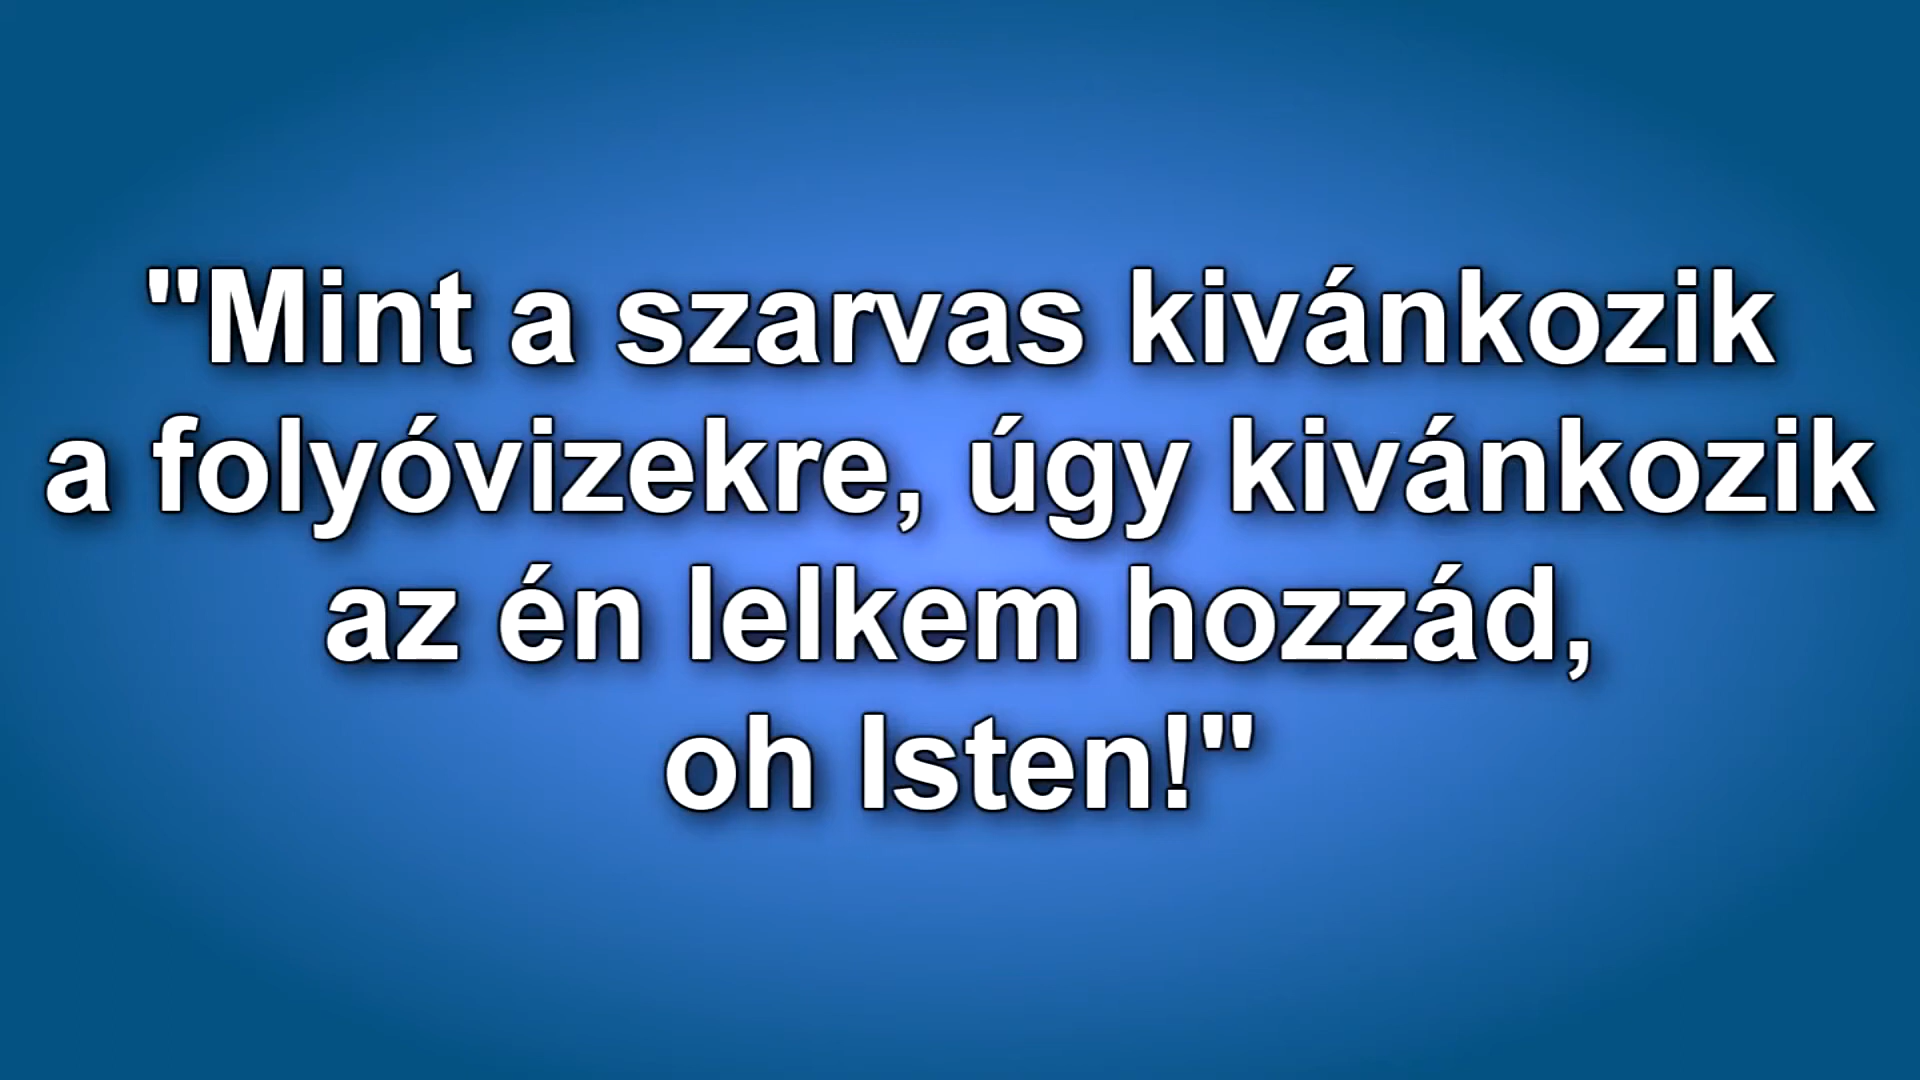 "Mint a szarvas kivánkozik
a folyóvizekre, úgy kivánkozik
az én lelkem hozzád,
oh Isten!"